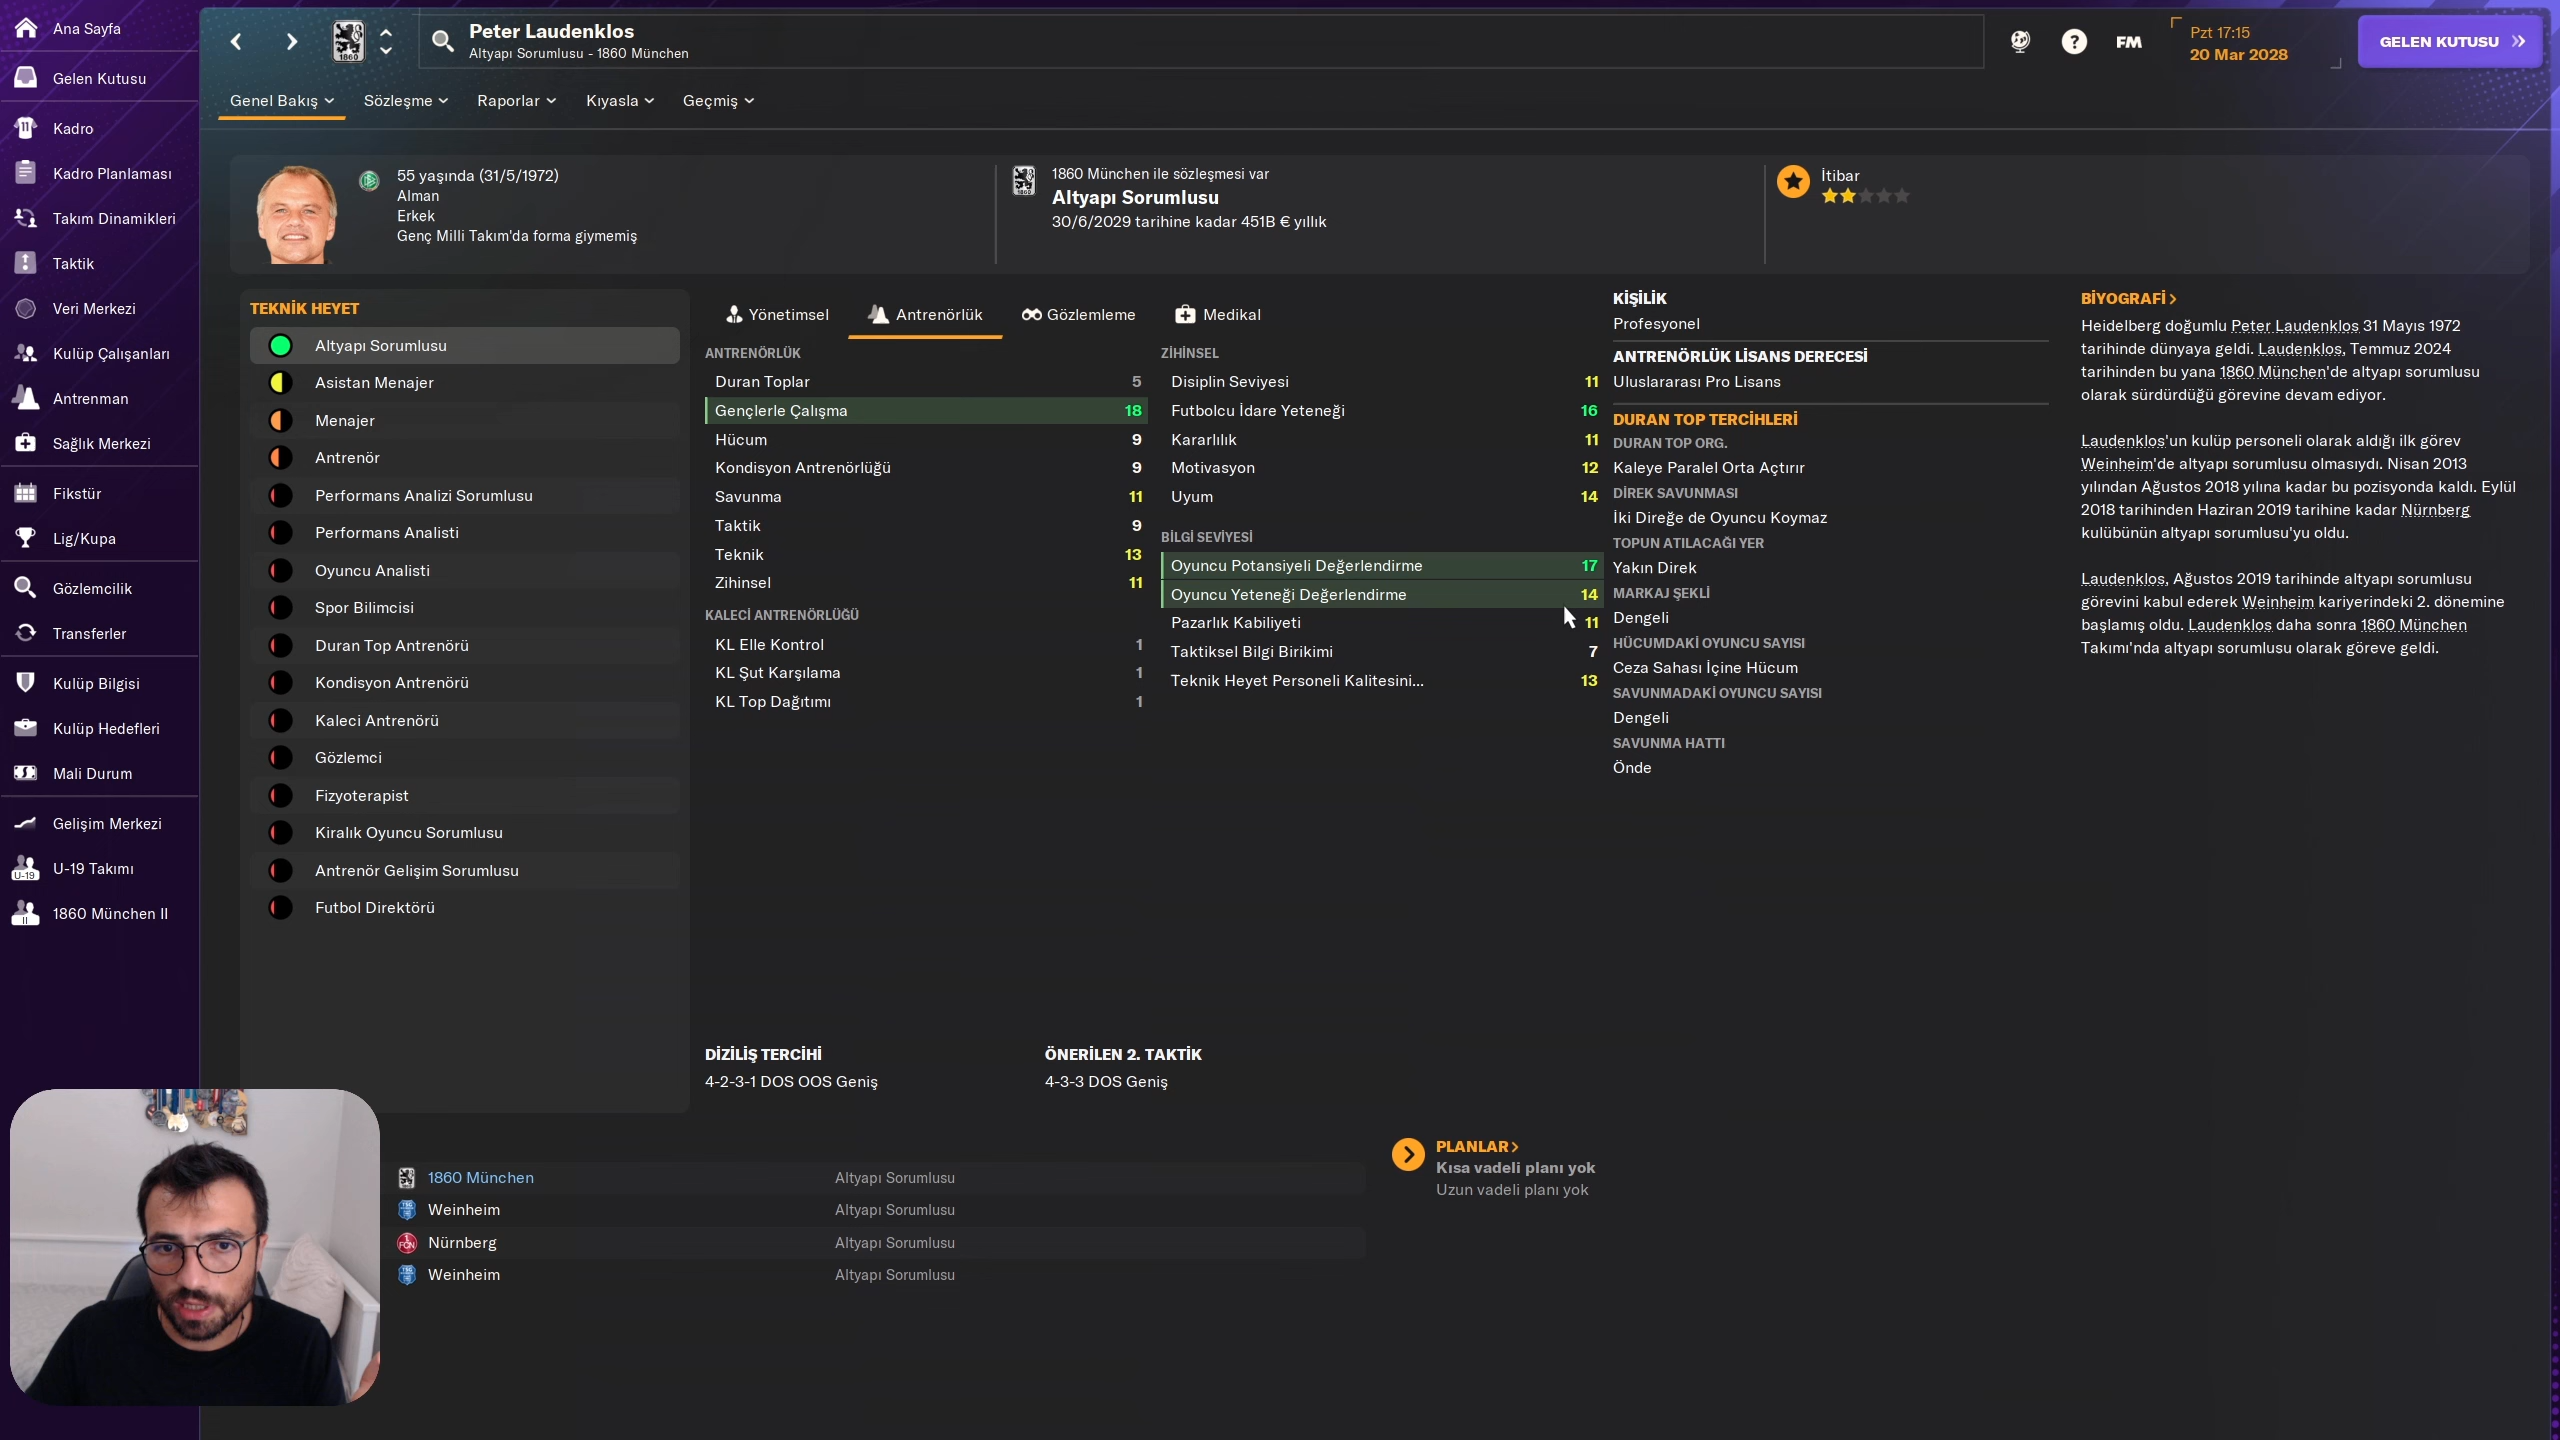 Ana Sayfa
Gelen Kutusu
Kadro
Kadro Planlaması
Takım Dinamikleri
Taktik
Veri Merkezi
Kulüp Çalışanları
Antrenman
Sağlık Merkezi
Fikstür
Lig/Kupa
Gözlemcilik
Transferler
Kulüp Bilgisi
Kulüp Hedefleri
Mali Durum
Gelişim Merkezi
U-19 Takımı
1860 München II
Peter Laudenklos
Altyapı Sorumlusu - 1860 München
FM
Pzt 17:15
20 Mar 2028
GELEN KUTUSU
Genel Bakış
Sözleşme
Raporlar
Kıyasla
Geçmiş
55 yaşında (31/5/1972)
Alman
Erkek
Genç Milli Takım'da forma giymemiş
1860 München ile sözleşmesi var
Altyapı Sorumlusu
30/6/2029 tarihine kadar 451B € yıllık
İtibar
TEKNİK HEYET
Altyapı Sorumlusu
Asistan Menajer
Menajer
Antrenör
Performans Analizi Sorumlusu
Performans Analisti
Oyuncu Analisti
Spor Bilimcisi
Duran Top Antrenörü
Kondisyon Antrenörü
Kaleci Antrenörü
Gözlemci
Fizyoterapist
Kiralık Oyuncu Sorumlusu
Antrenör Gelişim Sorumlusu
Futbol Direktörü
Yönetimsel
Antrenörlük
Gözlemleme
Medikal
ANTRENÖRLÜK
Duran Toplar 5
Gençlerle Çalışma 18
Hücum 9
Kondisyon Antrenörlüğü 9
Savunma 11
Taktik 9
Teknik 13
Zihinsel 11
KALECİ ANTRENÖRLÜĞÜ
KL Elle Kontrol 1
KL Şut Karşılama 1
KL Top Dağıtımı 1
ZİHİNSEL
Disiplin Seviyesi 11
Futbolcu İdare Yeteneği 16
Kararlılık 11
Motivasyon 12
Uyum 14
BİLGİ SEVİYESİ
Oyuncu Potansiyeli Değerlendirme 17
Oyuncu Yeteneği Değerlendirme 14
Pazarlık Kabiliyeti 11
Taktiksel Bilgi Birikimi 7
Teknik Heyet Personeli Kalitesini... 13
KİŞİLİK
Profesyonel
ANTRENÖRLÜK LİSANS DERECESİ
Uluslararası Pro Lisans
DURAN TOP TERCİHLERİ
DURAN TOP ORG.
Kaleye Paralel Orta Açtırır
DİREK SAVUNMASI
İki Direğe de Oyuncu Koymaz
TOPUN ATILACAĞI YER
Yakın Direk
MARKAJ ŞEKLİ
Dengeli
HÜCUMDAKİ OYUNCU SAYISI
Ceza Sahası İçine Hücum
SAVUNMADAKİ OYUNCU SAYISI
Dengeli
SAVUNMA HATTI
Önde
BİYOGRAFİ
Heidelberg doğumlu Peter Laudenklos 31 Mayıs 1972
tarihinde dünyaya geldi. Laudenklos, Temmuz 2024
tarihinden bu yana 1860 München'de altyapı sorumlusu
olarak sürdürdüğü görevine devam ediyor.
Laudenklos'un kulüp personeli olarak aldığı ilk görev
Weinheim'de altyapı sorumlusu olmasıydı. Nisan 2013
yılından Ağustos 2018 yılına kadar bu pozisyonda kaldı. Eylül
2018 tarihinden Haziran 2019 tarihine kadar Nürnberg
kulübünün altyapı sorumlusu'yu oldu.
Laudenklos, Ağustos 2019 tarihinde altyapı sorumlusu
görevini kabul ederek Weinheim kariyerindeki 2. dönemine
başlamış oldu. Laudenklos daha sonra 1860 München
Takımı'nda altyapı sorumlusu olarak göreve geldi.
DİZİLİŞ TERCİHİ
4-2-3-1 DOS OOS Geniş
ÖNERİLEN 2. TAKTİK
4-3-3 DOS Geniş
1860 München Altyapı Sorumlusu
Weinheim Altyapı Sorumlusu
Nürnberg Altyapı Sorumlusu
Weinheim Altyapı Sorumlusu
PLANLAR
Kısa vadeli planı yok
Uzun vadeli planı yok